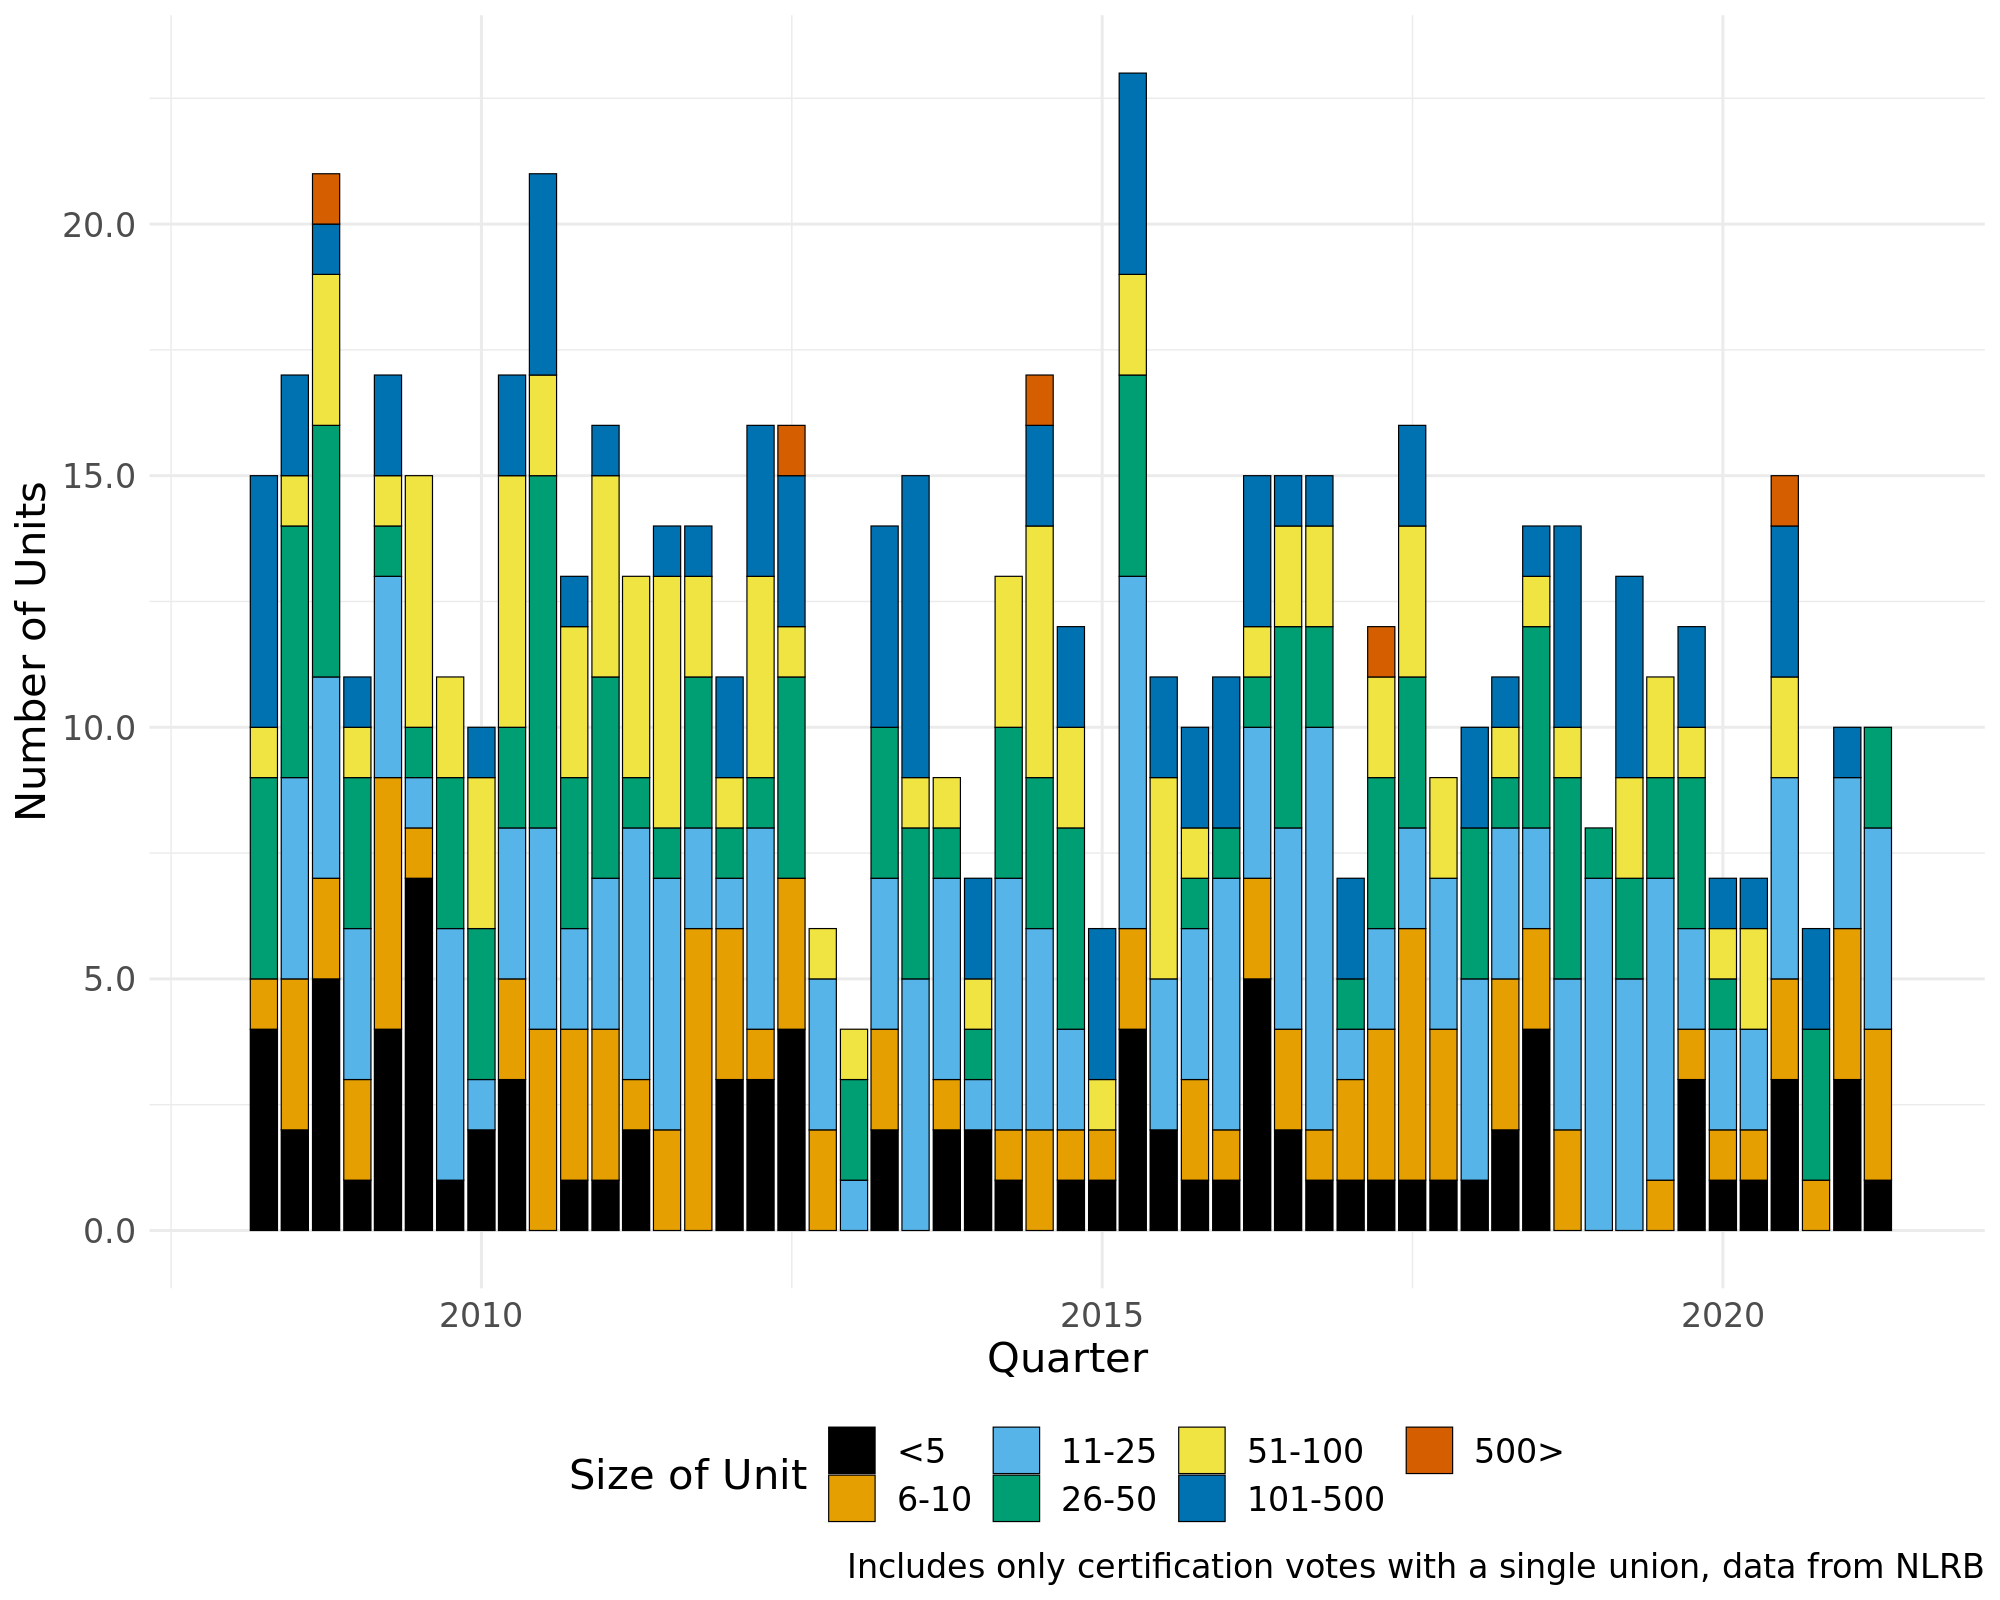 20.0
15.0
10.0
5.0
0.0
Number of Units
2010 2015 2020
Quarter
Size of Unit
<5 11-25 51-100 500>
6-10 26-50 101-500
Includes only certification votes with a single union, data from NLRB